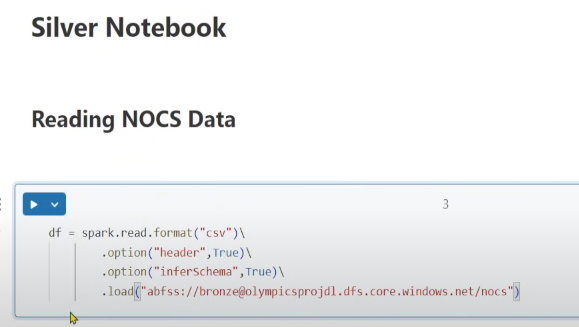 Silver Notebook
Reading NOCS Data
3
df = spark.read.format("csv")\
.option("header",True)\
.option("inferSchema",True)\
.load("abfss://bronze@olympicsprojdl.dfs.core.windows.net/nocs")